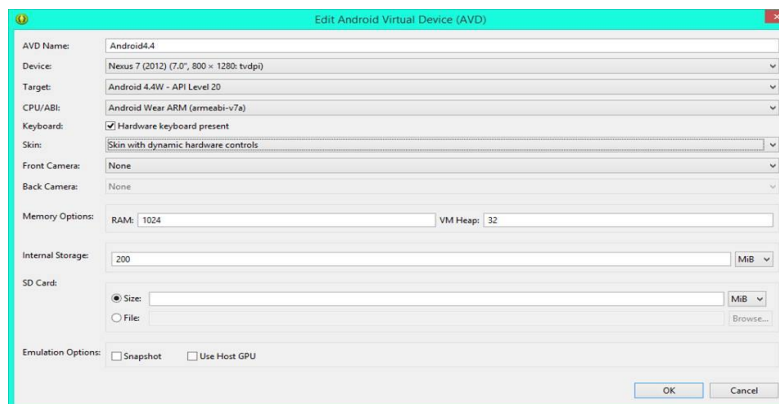 Edit Android Virtual Device (AVD)
AVD Name: Android4.4
Device: Nexus 7 (2012) (7.0", 800 × 1280: tvdpi)
Target: Android 4.4W - API Level 20
CPU/ABI: Android Wear ARM (armeabi-v7a)
Keyboard: Hardware keyboard present
Skin: Skin with dynamic hardware controls
Front Camera: None
Back Camera: None
Memory Options: RAM: 1024 VM Heap: 32
Internal Storage: 200 MiB
SD Card:
Size: MiB
File: Browse...
Emulation Options: Snapshot Use Host GPU
OK Cancel